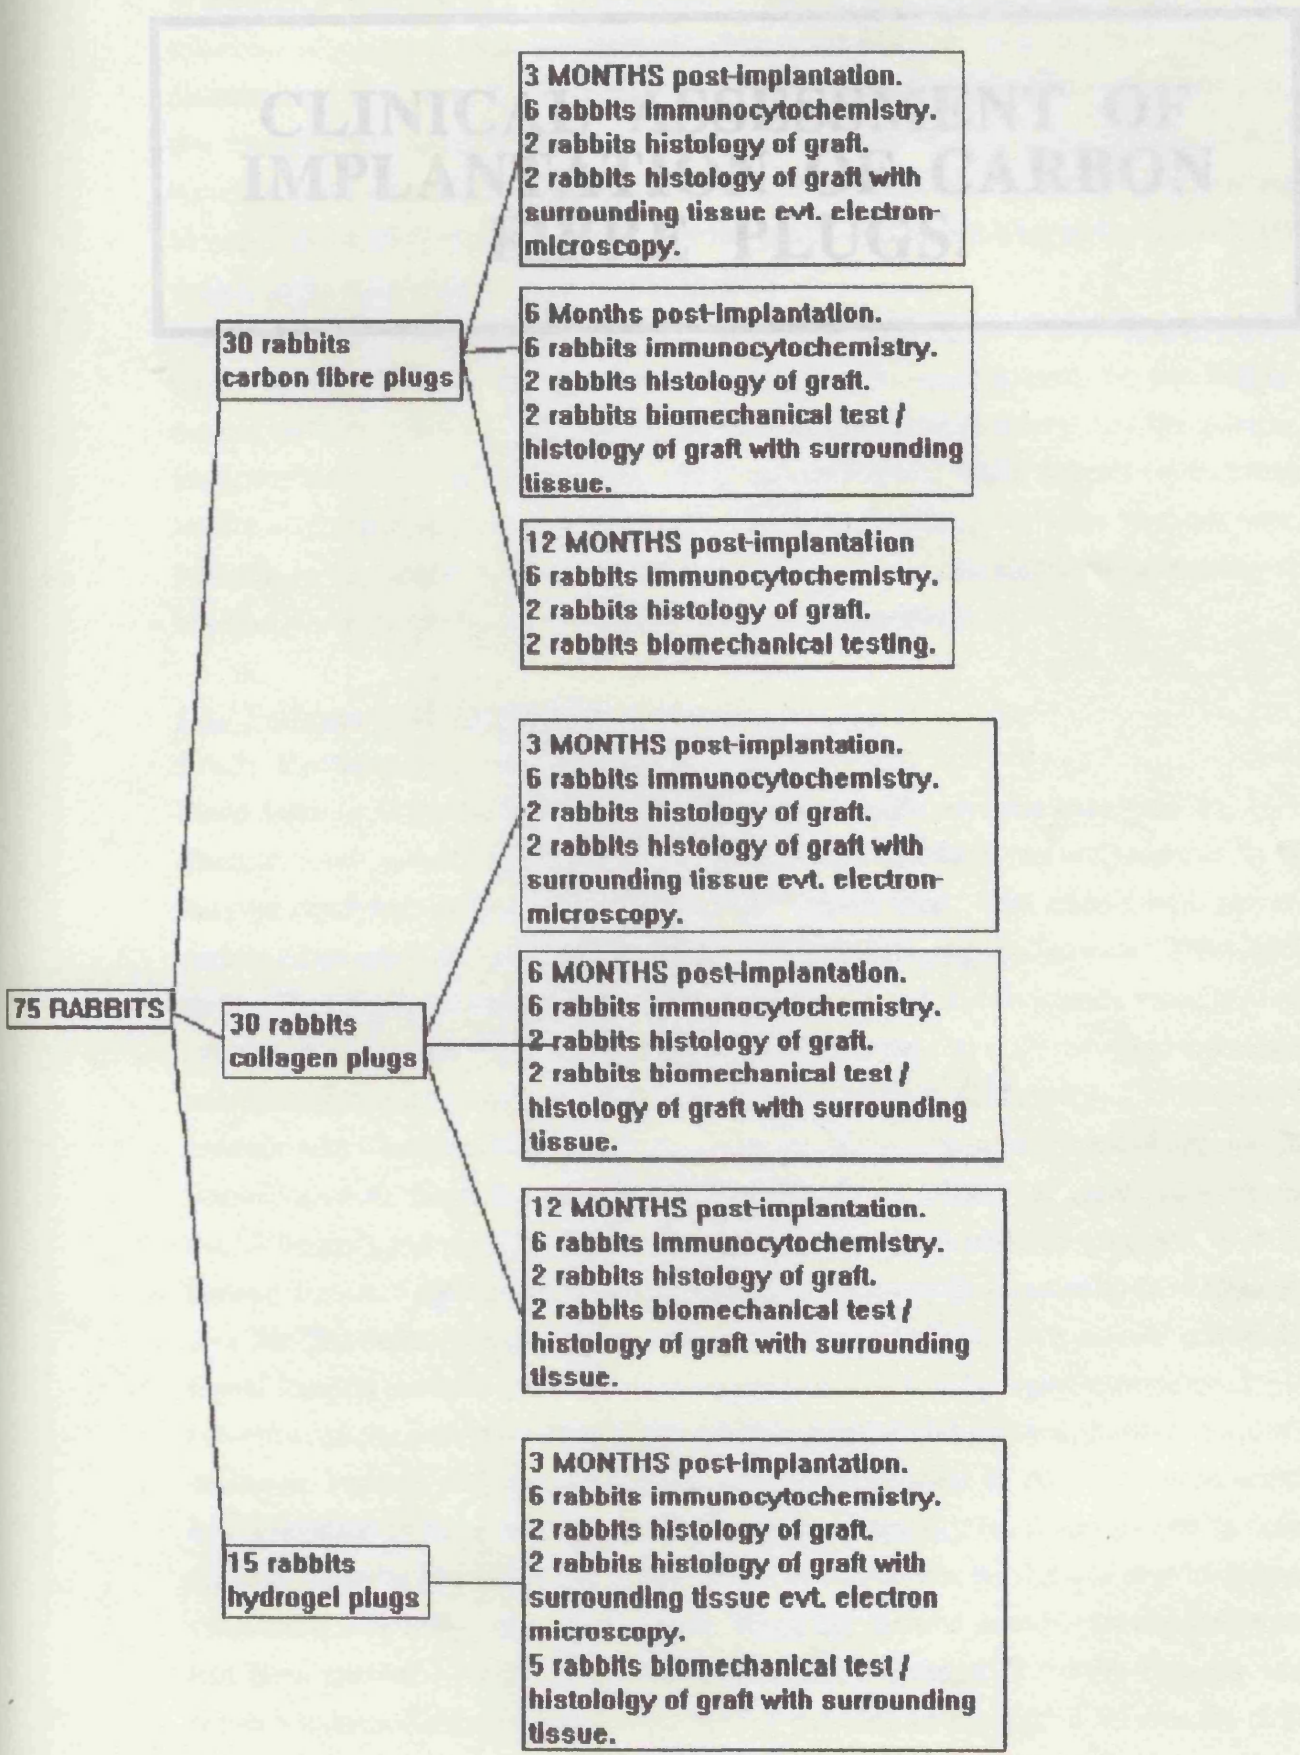 CLINICAL ASSESSMENT OF
IMPLANTATION OF CARBON
FIBRE PLUGS.
3 MONTHS post-implantation.
6 rabbits immunocytochemistry.
2 rabbits histology of graft.
2 rabbits histology of graft with
surrounding tissue evt. electron-
microscopy.
30 rabbits
carbon fibre plugs
6 Months post-implantation.
6 rabbits immunocytochemistry.
2 rabbits histology of graft.
2 rabbits biomechanical test /
histology of graft with surrounding
tissue.
12 MONTHS post-implantation
6 rabbits immunocytochemistry.
2 rabbits histology of graft.
2 rabbits biomechanical testing.
75 RABBITS
30 rabbits
collagen plugs
3 MONTHS post-implantation.
6 rabbits immunocytochemistry.
2 rabbits histology of graft.
2 rabbits histology of graft with
surrounding tissue evt. electron-
microscopy.
6 MONTHS post-implantation.
6 rabbits immunocytochemistry.
2 rabbits histology of graft.
2 rabbits biomechanical test /
histology of graft with surrounding
tissue.
12 MONTHS post-implantation.
6 rabbits immunocytochemistry.
2 rabbits histology of graft.
2 rabbits biomechanical test /
histology of graft with surrounding
tissue.
15 rabbits
hydrogel plugs
3 MONTHS post-implantation.
6 rabbits immunocytochemistry.
2 rabbits histology of graft.
2 rabbits histology of graft with
surrounding tissue evt. electron
microscopy.
5 rabbits biomechanical test /
histololgy of graft with surrounding
tissue.